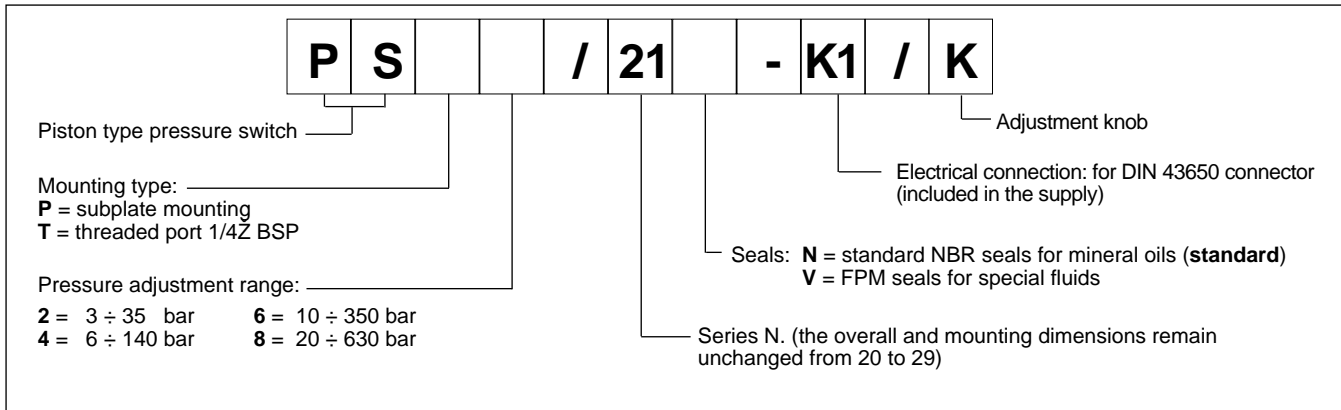 P S / 21 - K1 / K
Piston type pressure switch
Adjustment knob
Electrical connection: for DIN 43650 connector
(included in the supply)
Mounting type:
P = subplate mounting
T = threaded port 1/4Ž BSP
Seals: N = standard NBR seals for mineral oils (standard)
V = FPM seals for special fluids
Pressure adjustment range:
2 = 3 ÷ 35 bar 6 = 10 ÷ 350 bar
4 = 6 ÷ 140 bar 8 = 20 ÷ 630 bar
Series N. (the overall and mounting dimensions remain
unchanged from 20 to 29)